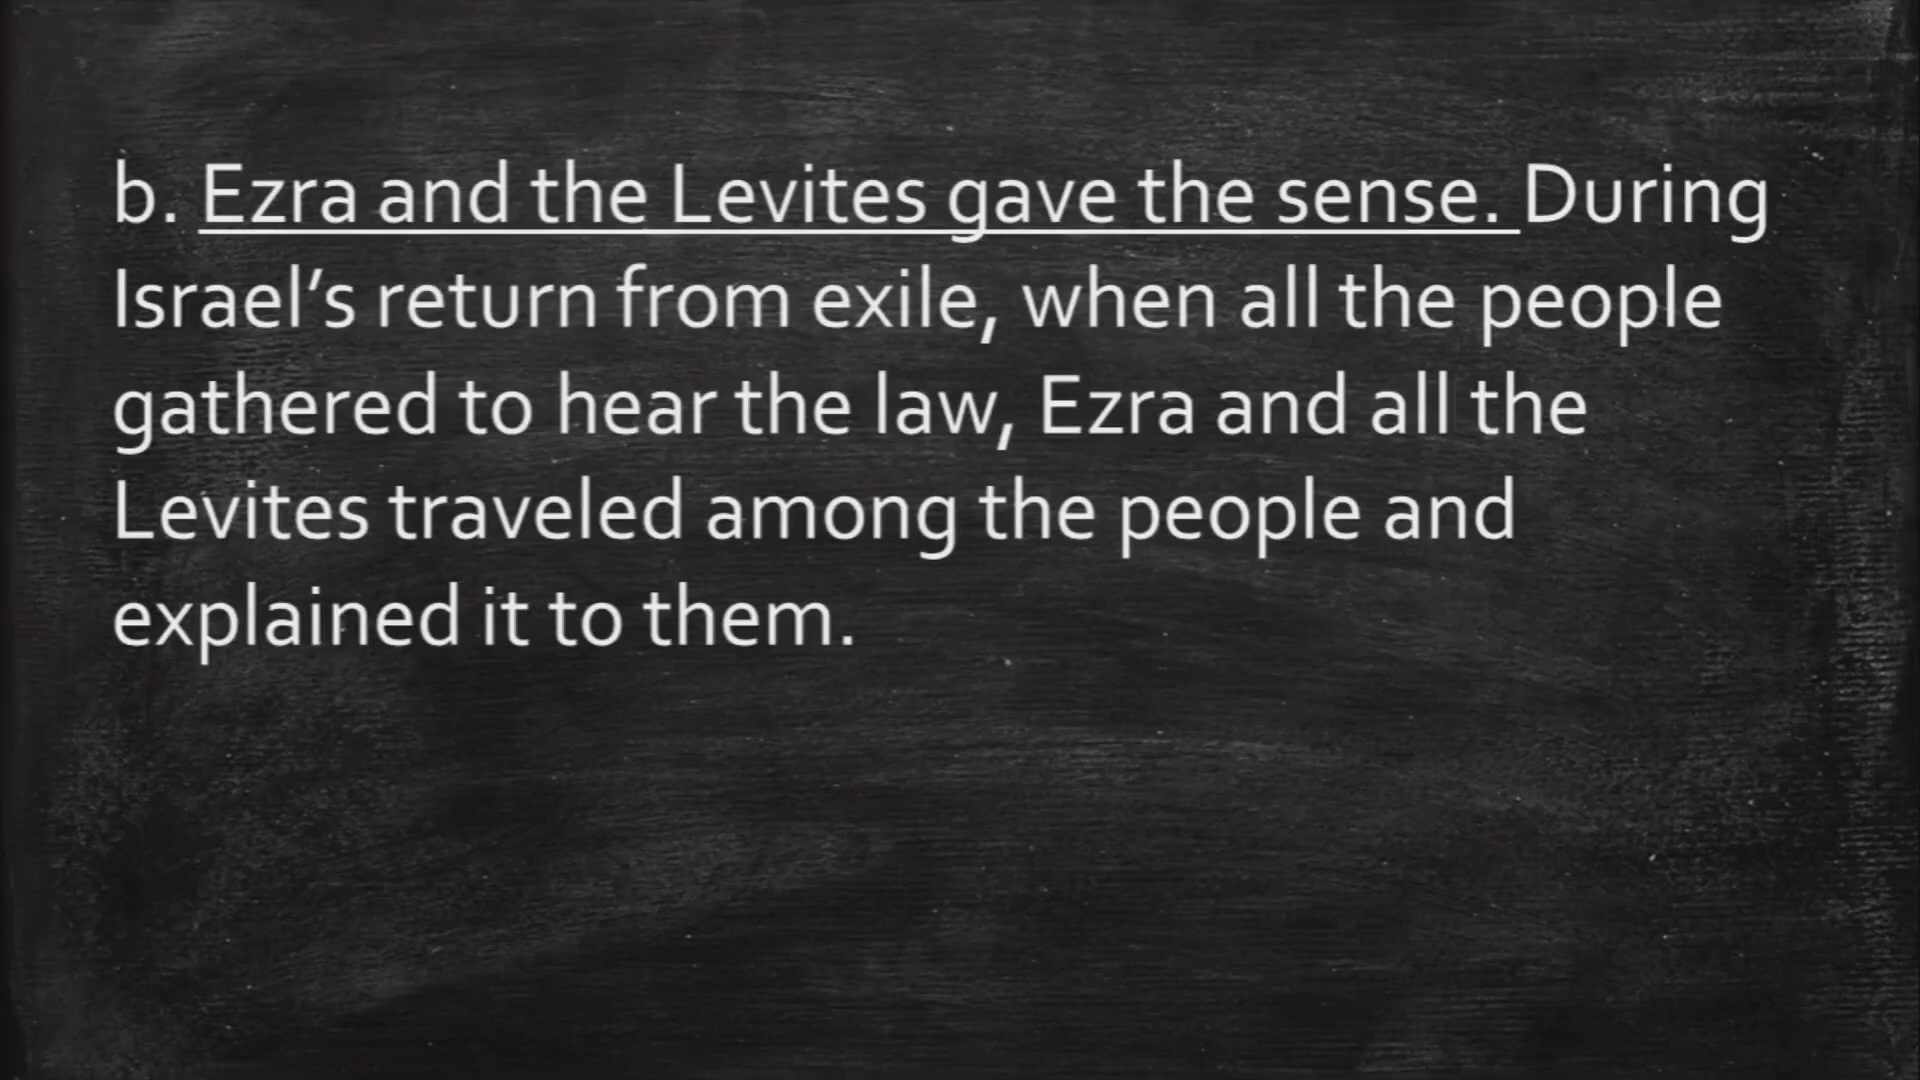 b. Ezra and the Levites gave the sense. During
Israel’s return from exile, when all the people
gathered to hear the law, Ezra and all the
Levites traveled among the people and
explained it to them.